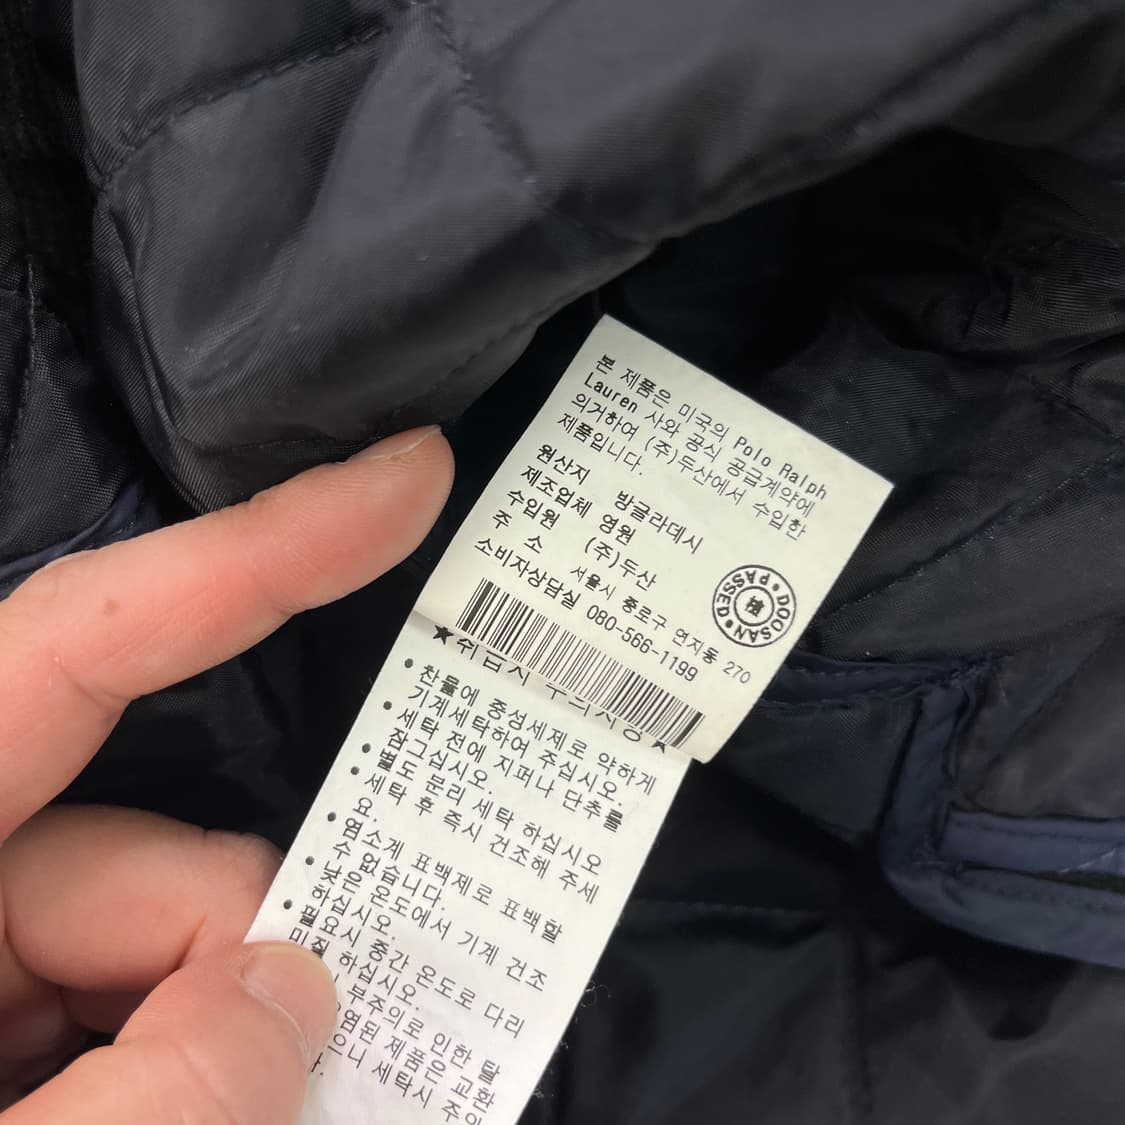 본 제품은 미국의 Polo Ralph
Lauren 사와 공식 공급계약에
의거하여 (주)두산에서 수입한
제품입니다.
원산지 방글라데시
제조업체 영원
수입원 (주)두산
주 소 서울시 종로구 연지동 270
소비자상담실 080-566-1199
DOOSAN PASSED
• 찬물에 중성세제로 약하게
기계세탁하여 주십시오.
• 세탁 전에 지퍼나 단추를
잠그십시오.
• 별도 분리 세탁 하십시오
• 세탁 후 즉시 건조해 주세
요.
• 염소계 표백제로 표백할
수 없습니다.
• 낮은 온도에서 기계 건조
하십시오.
• 필요시 중간 온도로 다리
미질 하십시오.
부주의로 인한 탈
염된 제품은 교환
으니 세탁시 주의